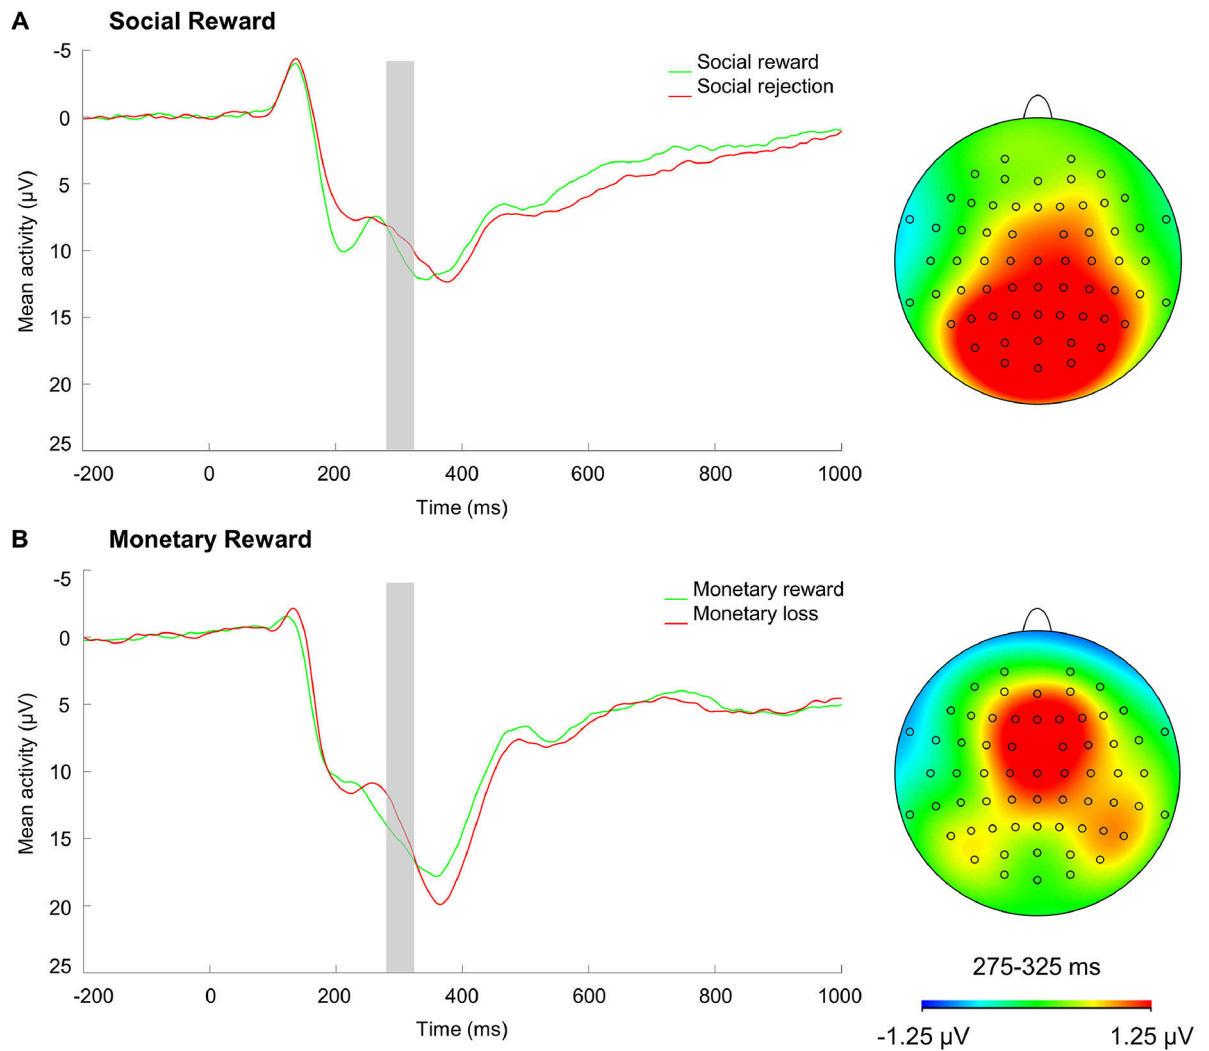 A Social Reward
-5
0
5
10
15
20
25
Mean activity (µV)
Social reward
Social rejection
-200 0 200 400 600 800 1000
Time (ms)
B Monetary Reward
-5
0
5
10
15
20
25
Mean activity (µV)
Monetary reward
Monetary loss
-200 0 200 400 600 800 1000
Time (ms)
275-325 ms
-1.25 µV 1.25 µV